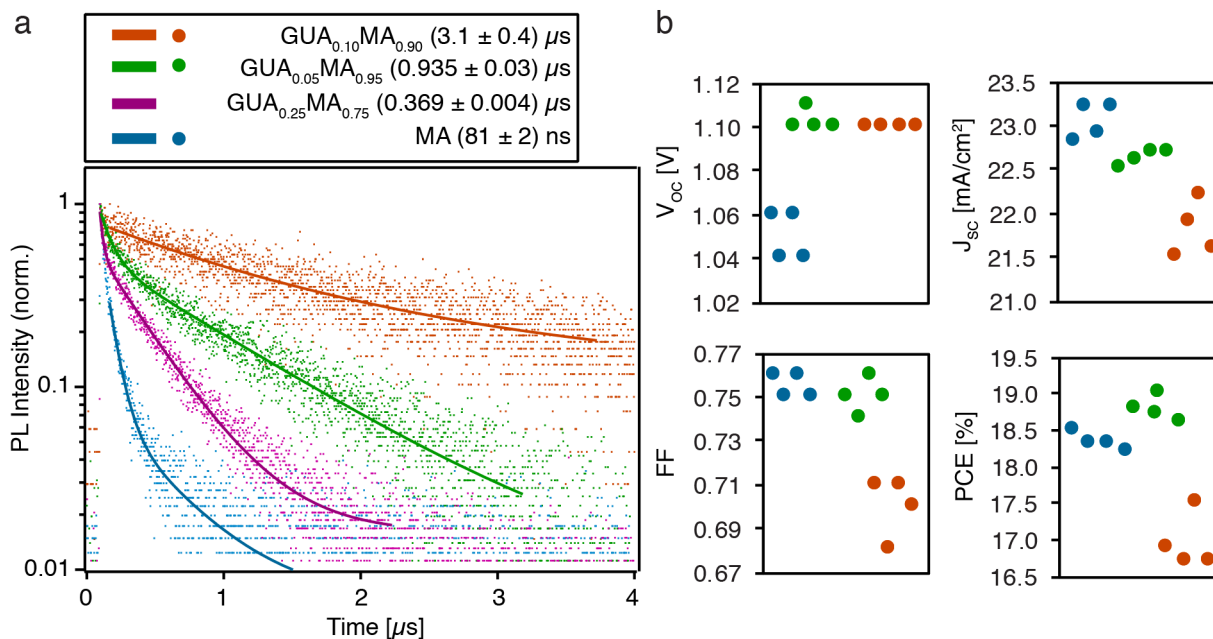 a
GUA0.10MA0.90 (3.1 ± 0.4) µs
GUA0.05MA0.95 (0.935 ± 0.03) µs
GUA0.25MA0.75 (0.369 ± 0.004) µs
MA (81 ± 2) ns
PL Intensity (norm.)
1
0.1
0.01
0 1 2 3 4
Time [µs]
b
VOC [V]
1.12
1.10
1.08
1.06
1.04
1.02
JSC [mA/cm²]
23.5
23.0
22.5
22.0
21.5
21.0
FF
0.77
0.75
0.73
0.71
0.69
0.67
PCE [%]
19.5
19.0
18.5
18.0
17.5
17.0
16.5